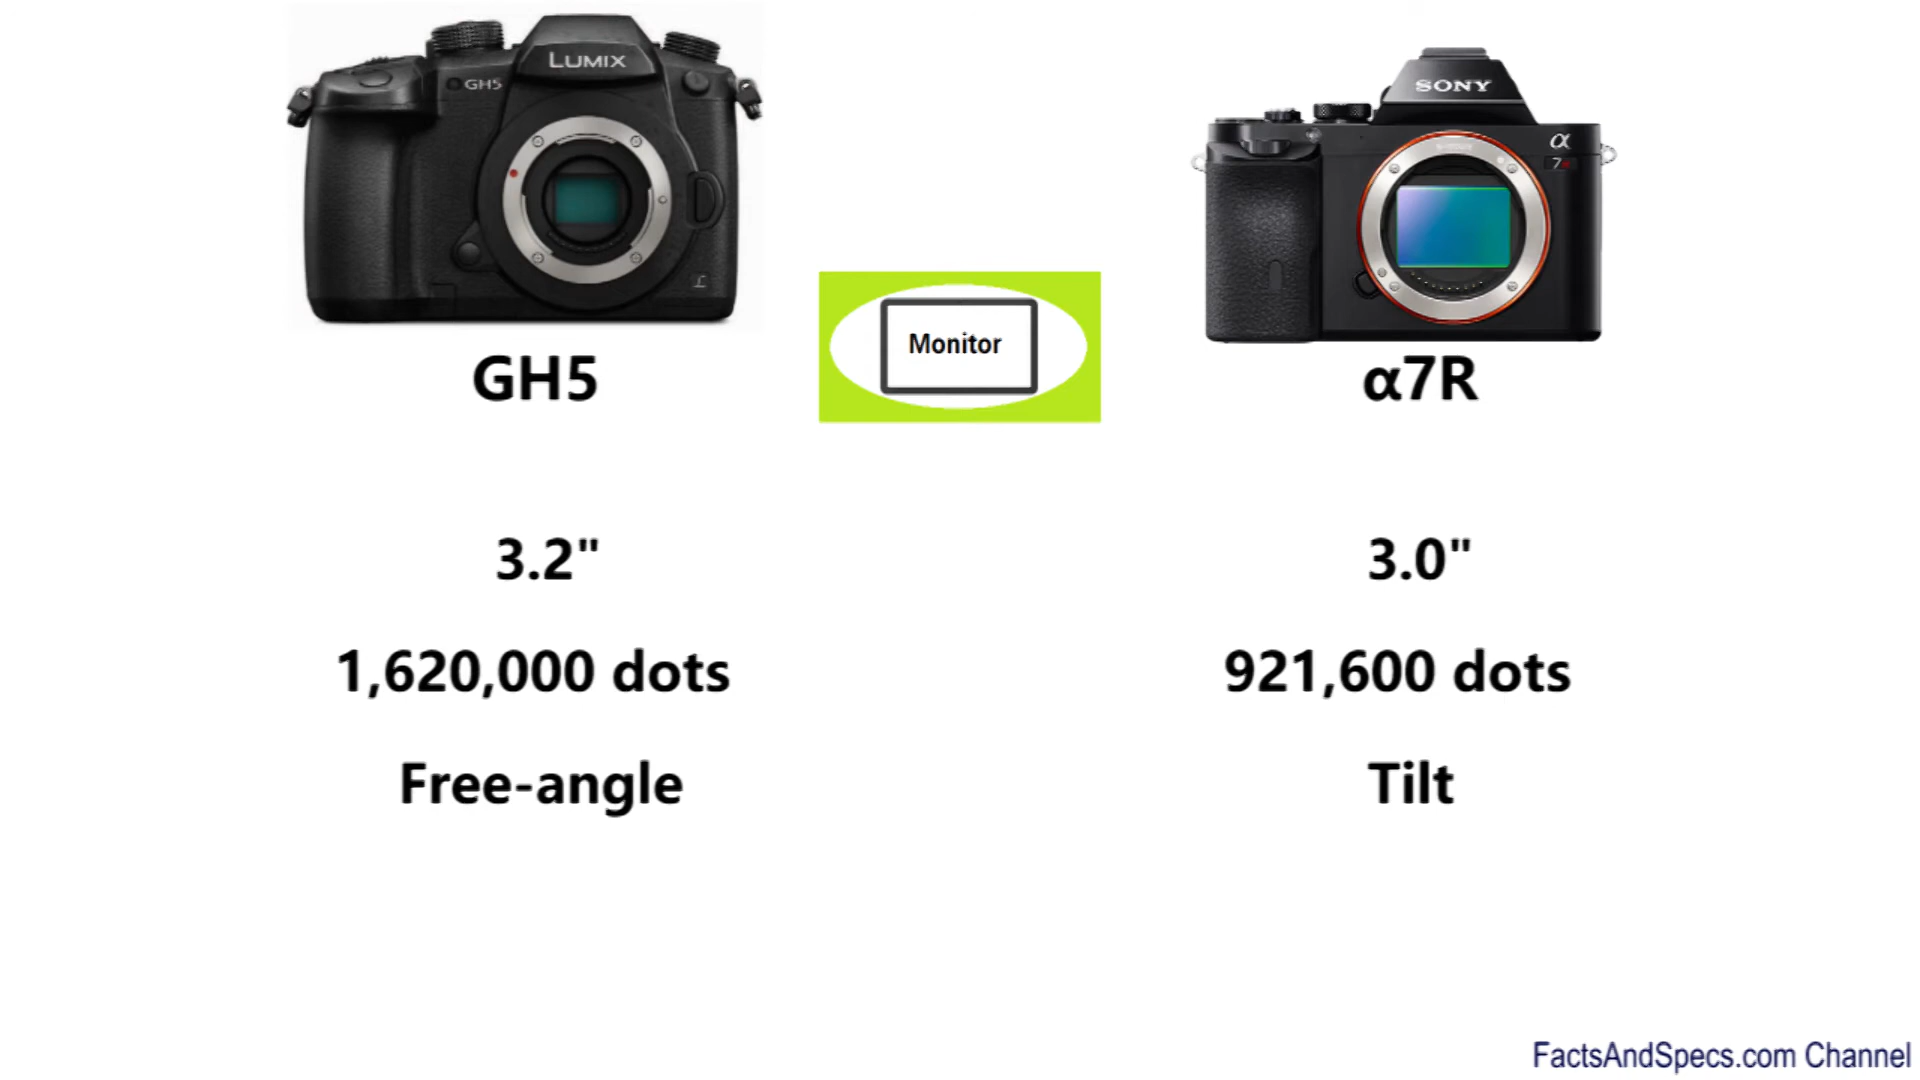 LUMIX
GH5
SONY
α
7R
GH5
Monitor
α7R
3.2"
3.0"
1,620,000 dots
921,600 dots
Free-angle
Tilt
FactsAndSpecs.com Channel